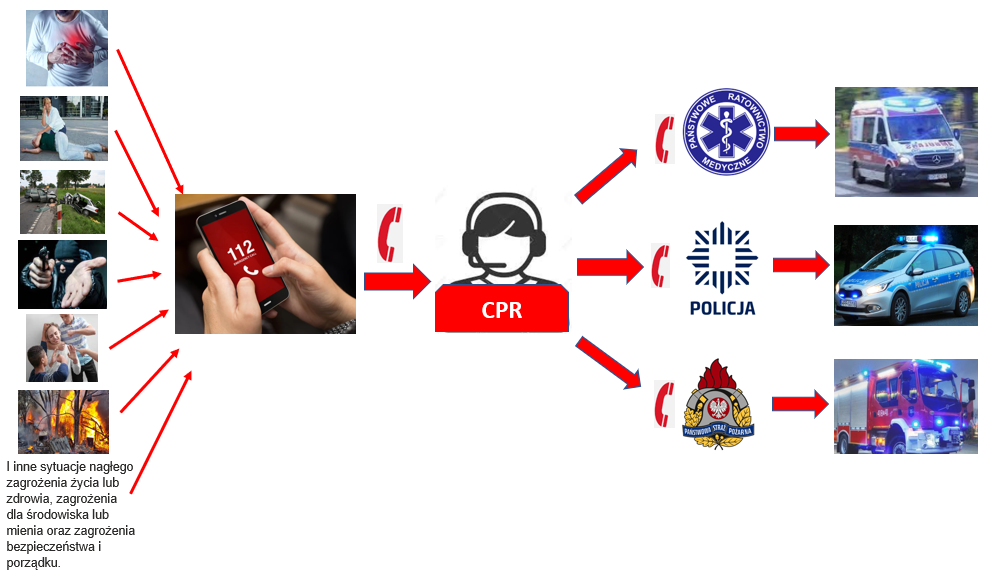 112
CPR
PAŃSTWOWE RATOWNICTWO
MEDYCZNE
POLICJA
POLICJA
PAŃSTWOWA STRAŻ POŻARNA
I inne sytuacje nagłego
zagrożenia życia lub
zdrowia, zagrożenia
dla środowiska lub
mienia oraz zagrożenia
bezpieczeństwa i
porządku.